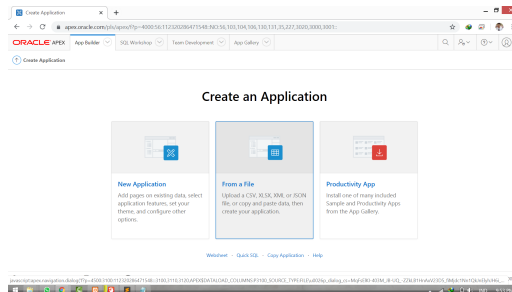 Create Application
apex.oracle.com/pls/apex/f?p=4000:56:112320286471548::NO:56,103,104,106,130,131,35,227,3020,3000,3001::
ORACLE APEX App Builder SQL Workshop Team Development App Gallery
Create Application
Create an Application
New Application
Add pages on existing data, select
application features, set your
theme, and configure other
options.
From a File
Upload a CSV, XLSX, XML, or JSON
file, or copy and paste data, then
create your application.
Productivity App
Install one of many included
Sample and Productivity Apps
from the App Gallery.
Websheet - Quick SQL - Copy Application - Help